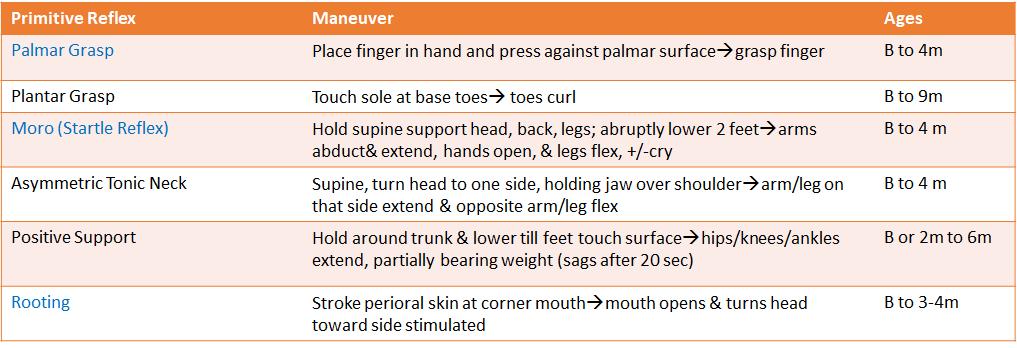 Primitive Reflex Maneuver Ages
Palmar Grasp Place finger in hand and press against palmar surface→grasp finger B to 4m
Plantar Grasp Touch sole at base toes→ toes curl B to 9m
Moro (Startle Reflex) Hold supine support head, back, legs; abruptly lower 2 feet→arms B to 4 m
abduct& extend, hands open, & legs flex, +/-cry
Asymmetric Tonic Neck Supine, turn head to one side, holding jaw over shoulder→arm/leg on B to 4 m
that side extend & opposite arm/leg flex
Positive Support Hold around trunk & lower till feet touch surface→hips/knees/ankles B or 2m to 6m
extend, partially bearing weight (sags after 20 sec)
Rooting Stroke perioral skin at corner mouth→mouth opens & turns head B to 3-4m
toward side stimulated